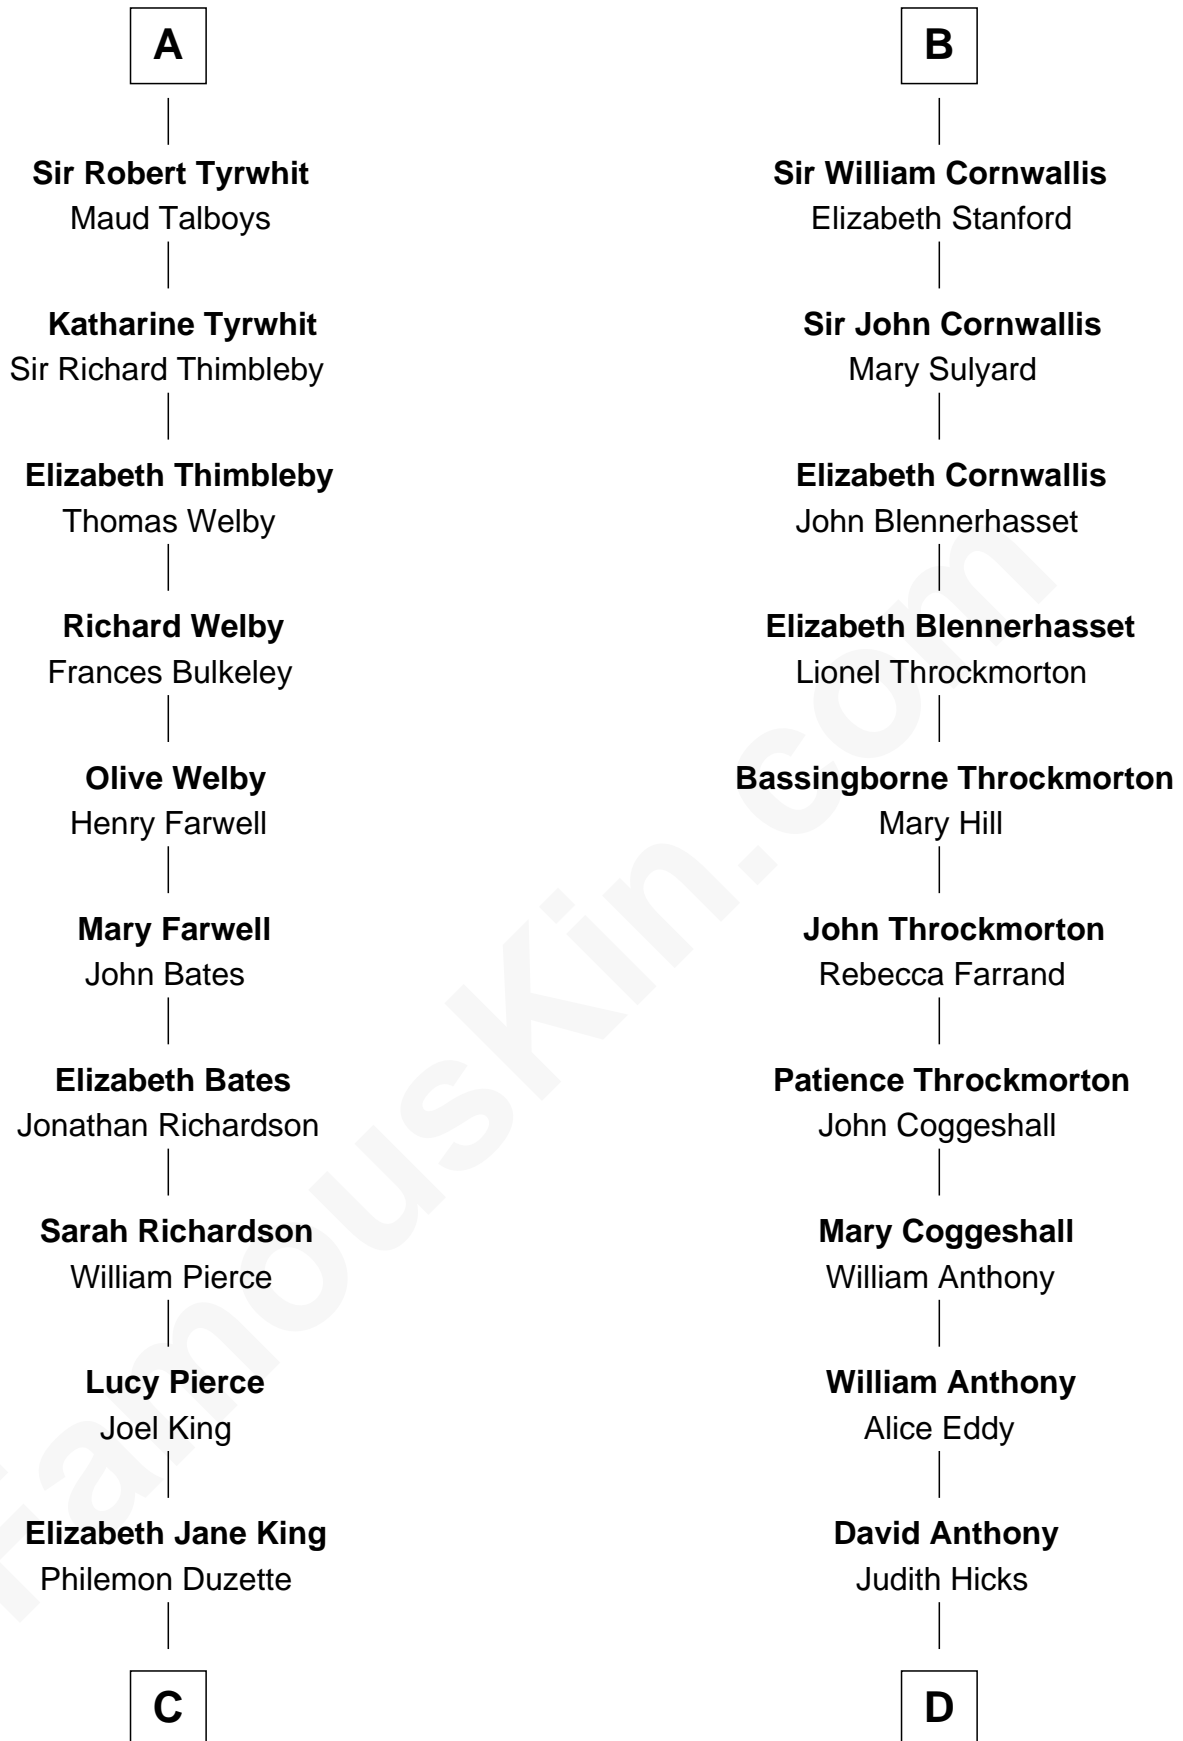 A
Sir Robert Tyrwhit
Maud Talboys
Katharine Tyrwhit
Sir Richard Thimbleby
Elizabeth Thimbleby
Thomas Welby
Richard Welby
Frances Bulkeley
Olive Welby
Henry Farwell
Mary Farwell
John Bates
Elizabeth Bates
Jonathan Richardson
Sarah Richardson
William Pierce
Lucy Pierce
Joel King
Elizabeth Jane King
Philemon Duzette
C
B
Sir William Cornwallis
Elizabeth Stanford
Sir John Cornwallis
Mary Sulyard
Elizabeth Cornwallis
John Blennerhasset
Elizabeth Blennerhasset
Lionel Throckmorton
Bassingborne Throckmorton
Mary Hill
John Throckmorton
Rebecca Farrand
Patience Throckmorton
John Coggeshall
Mary Coggeshall
William Anthony
William Anthony
Alice Eddy
David Anthony
Judith Hicks
D
FamousKin.com